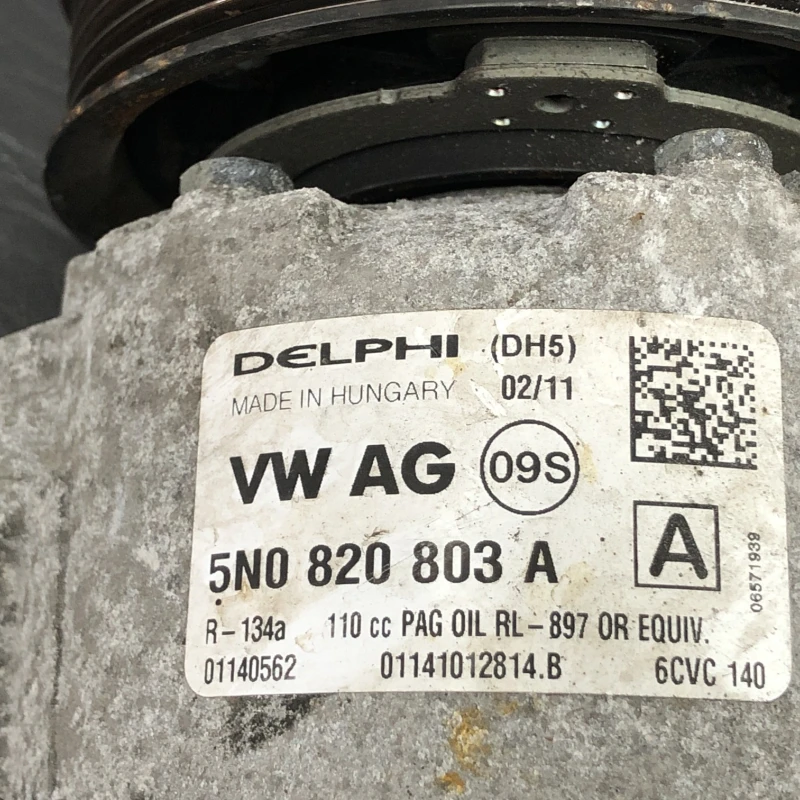 DELPHI (DH5)
MADE IN HUNGARY 02/11
VW AG 09S
5N0 820 803 A A
06571939
R-134a 110 cc PAG OIL RL-897 OR EQUIV.
01140562 01141012814.B 6CVC 140